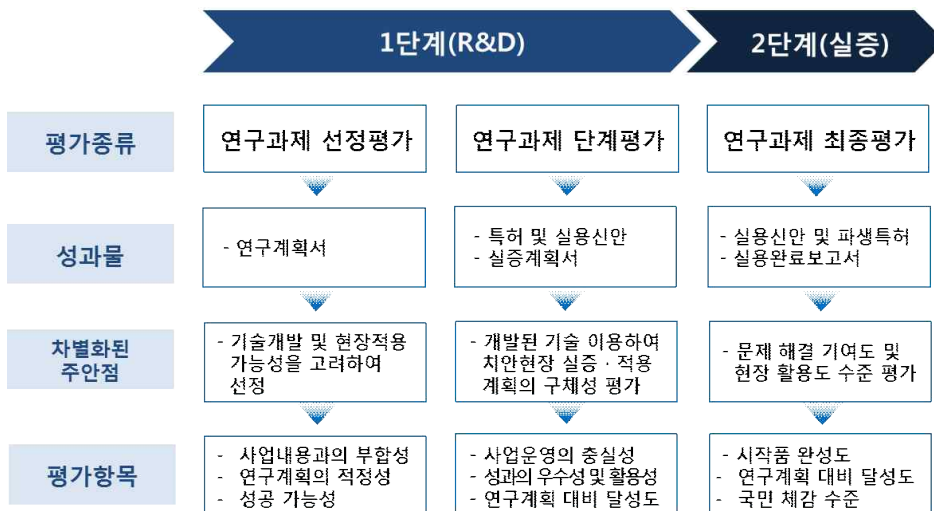 1단계(R&D)
2단계(실증)
평가종류
연구과제 선정평가
연구과제 단계평가
연구과제 최종평가
성과물
- 연구계획서
- 특허 및 실용신안
- 실증계획서
- 실용신안 및 파생특허
- 실용완료보고서
차별화된
주안점
- 기술개발 및 현장적용
가능성을 고려하여
선정
- 개발된 기술 이용하여
치안현장 실증 · 적용
계획의 구체성 평가
- 문제 해결 기여도 및
현장 활용도 수준 평가
평가항목
- 사업내용과의 부합성
- 연구계획의 적정성
- 성공 가능성
- 사업운영의 충실성
- 성과의 우수성 및 활용성
- 연구계획 대비 달성도
- 시작품 완성도
- 연구계획 대비 달성도
- 국민 체감 수준